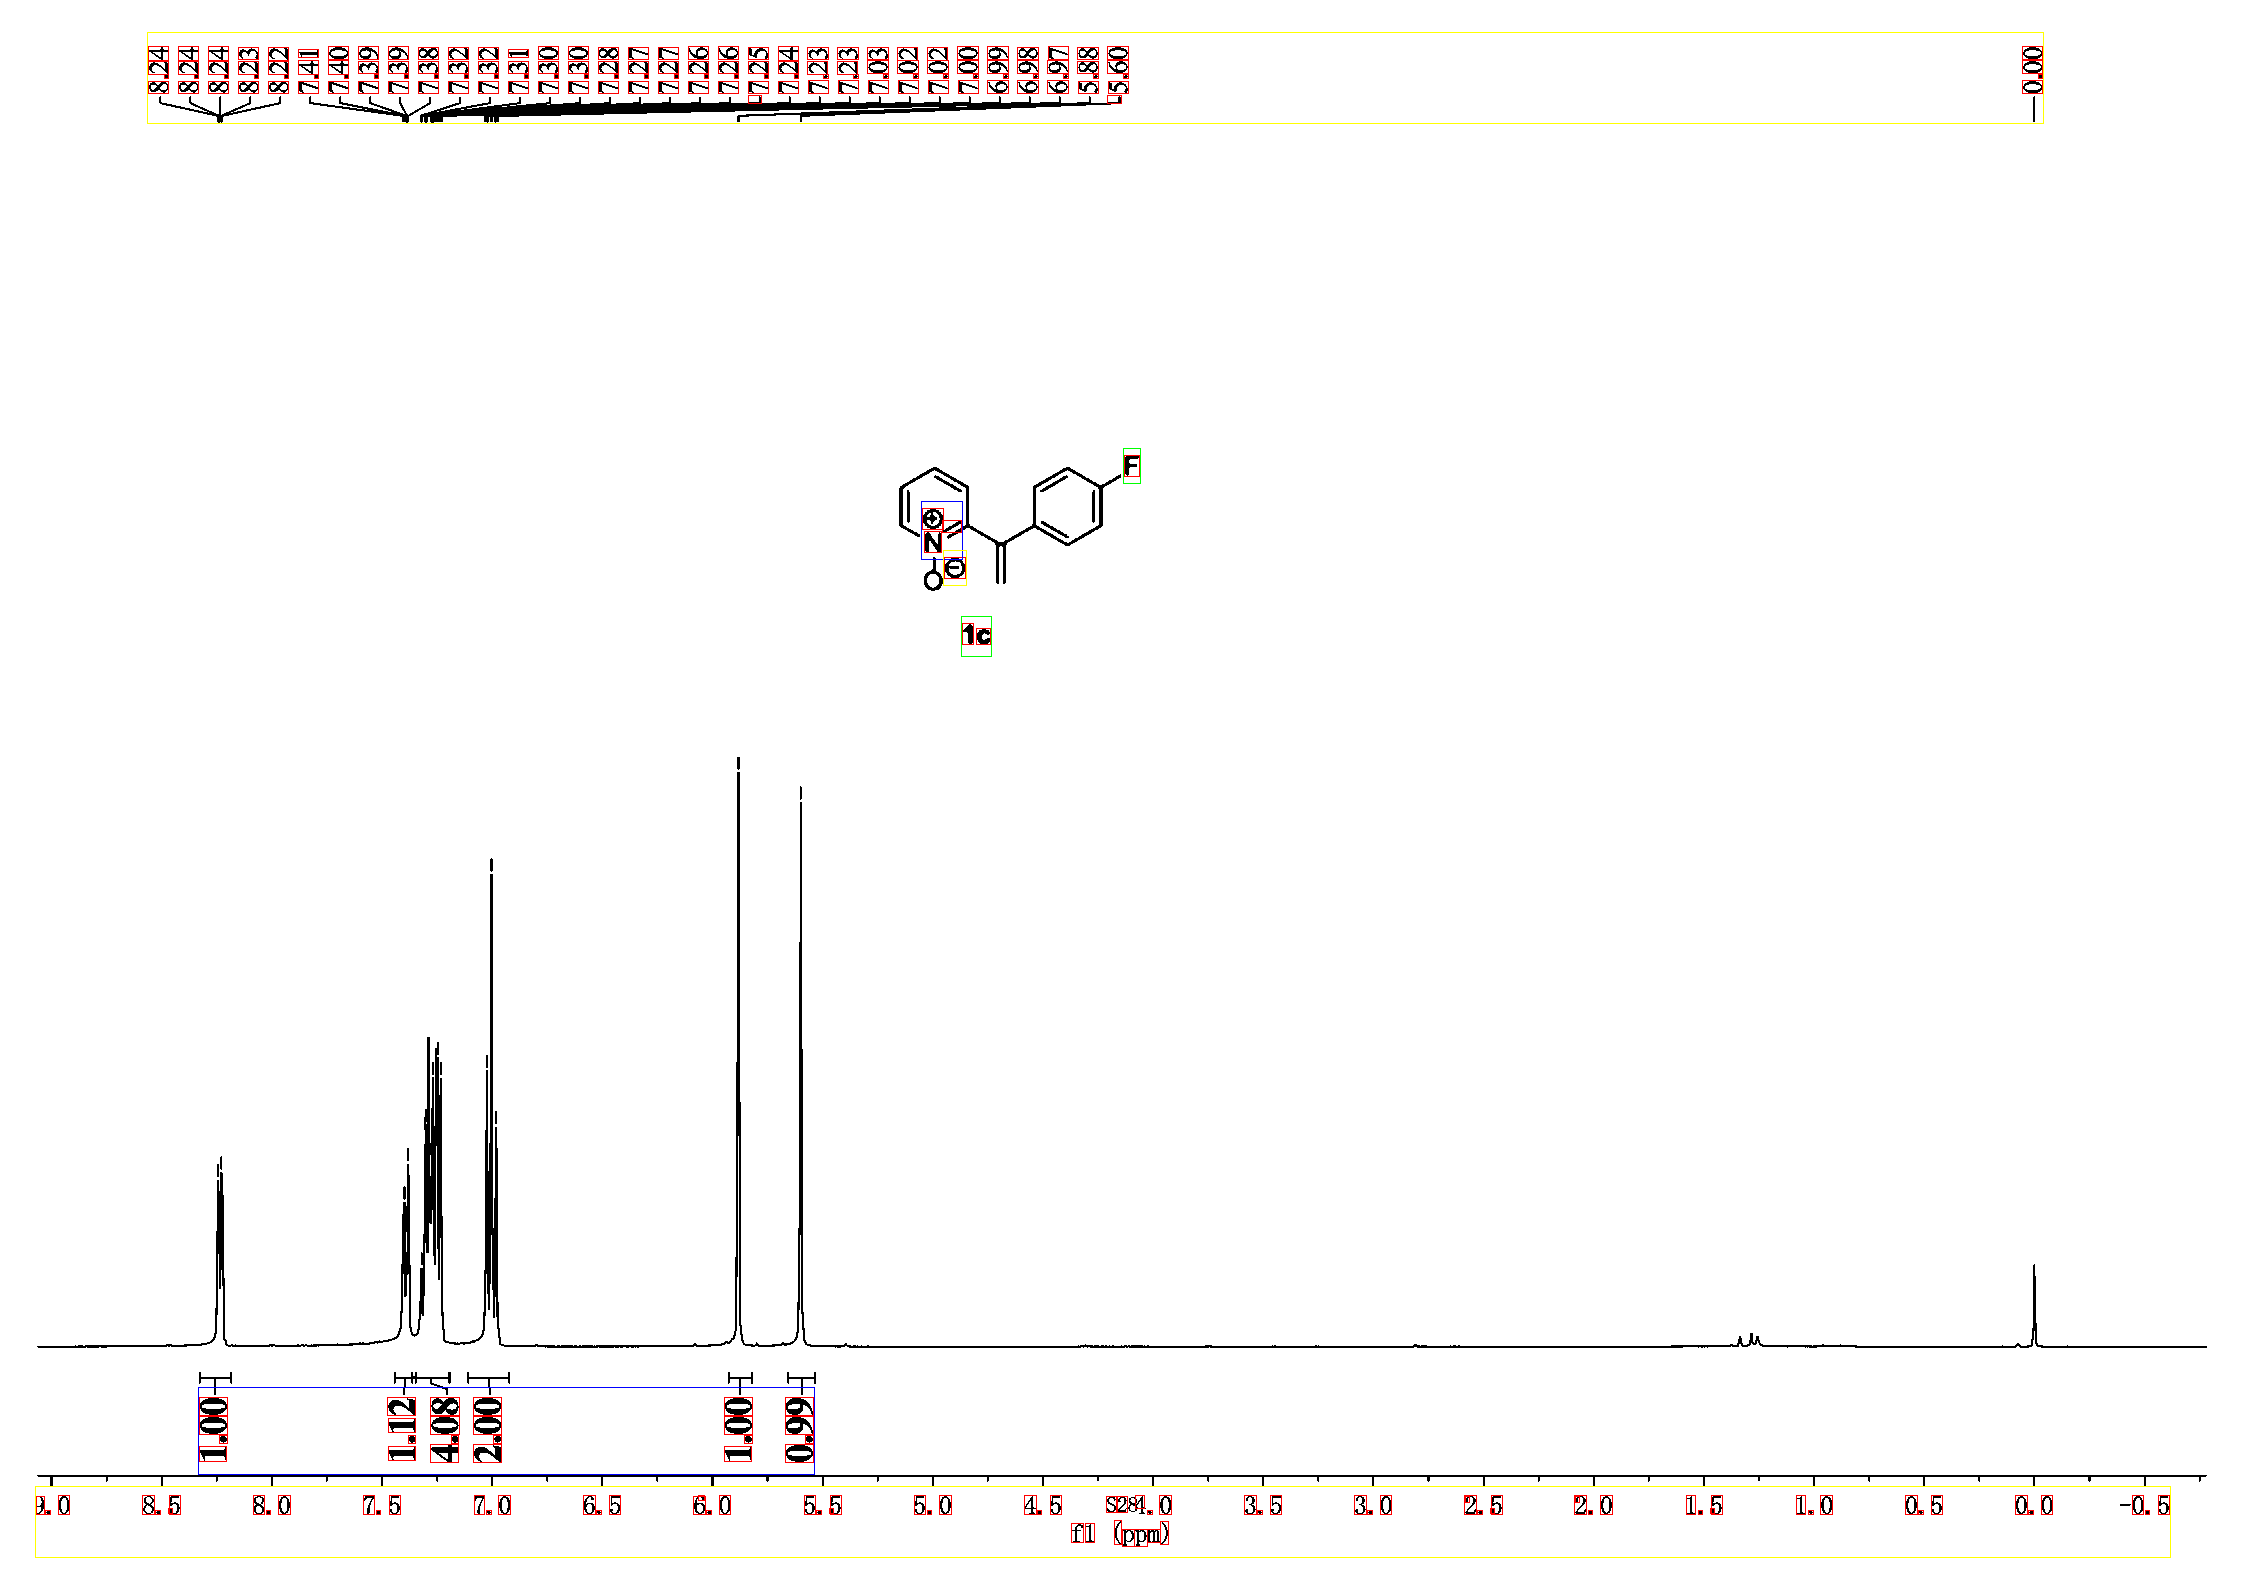 8.24 8.24 8.24 8.23 8.22 7.41 7.40 7.39 7.39 7.38 7.32 7.32 7.31 7.30 7.30 7.28 7.27 7.27 7.26 7.26 7.25 7.24 7.23 7.23 7.03 7.02 7.02 7.00 6.99 6.98 6.97 5.88 5.60 0.00
F
⊕
N
⊖
O
1c
1.00 1.12 4.08 2.00 1.00 0.99
9.0 8.5 8.0 7.5 7.0 6.5 6.0 5.5 5.0 4.5 S28 4.0 3.5 3.0 2.5 2.0 1.5 1.0 0.5 0.0 -0.5
f1 (ppm)